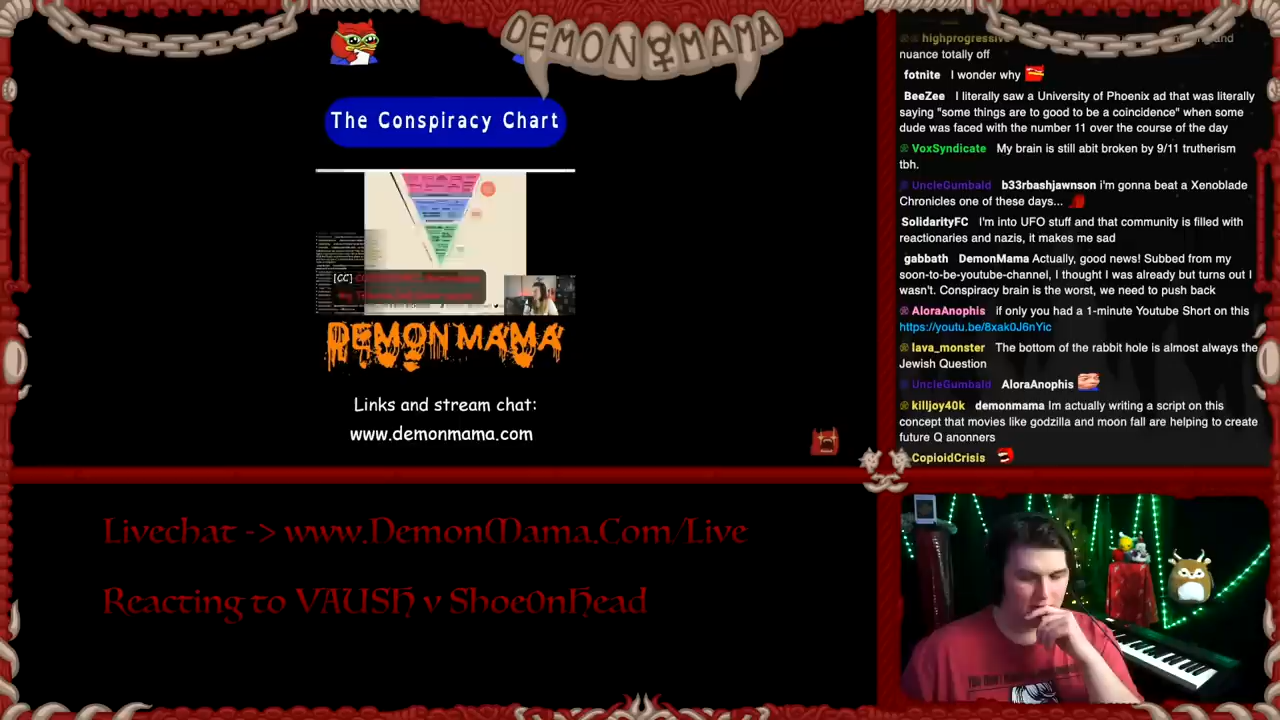 DEMON MAMA
The Conspiracy Chart
[CC]
DEMON MAMA
Links and stream chat:
www.demonmama.com
Livechat -> www.DemonMama.Com/Live
Reacting to VAUSH v Shoe0nHead
highprogressive
nuance totally off
fotnite I wonder why
BeeZee I literally saw a University of Phoenix ad that was literally
saying "some things are to good to be a coincidence" when some
dude was faced with the number 11 over the course of the day
VoxSyndicate My brain is still abit broken by 9/11 trutherism
tbh.
UncleGumbald b33rbashjawnson i'm gonna beat a Xenoblade
Chronicles one of these days...
SolidarityFC I'm into UFO stuff and that community is filled with
reactionaries and nazis, it makes me sad
gabbath DemonMama Actually, good news! Subbed from my
soon-to-be-youtube-channel, I thought I was already but turns out I
wasn't. Conspiracy brain is the worst, we need to push back
AloraAnophis if only you had a 1-minute Youtube Short on this
https://youtu.be/8xak0J6nYic
lava_monster The bottom of the rabbit hole is almost always the
Jewish Question
UncleGumbald AloraAnophis
killjoy40k demonmama Im actually writing a script on this
concept that movies like godzilla and moon fall are helping to create
future Q anonners
CopioidCrisis